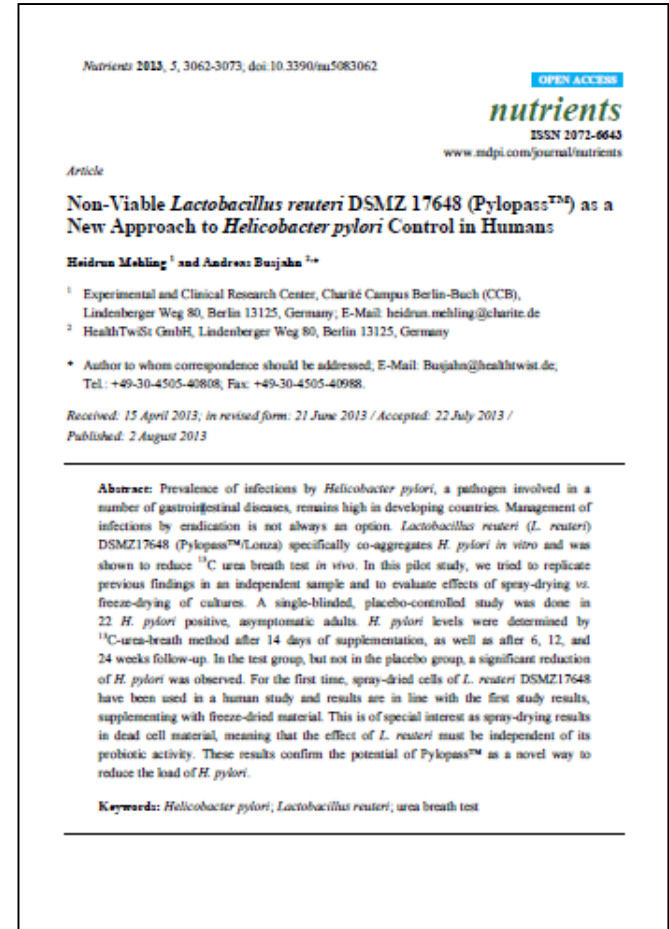 Nutrients 2013, 5, 3062-3073; doi:10.3390/nu5083062
OPEN ACCESS
nutrients
ISSN 2072-6643
www.mdpi.com/journal/nutrients
Article
Non-Viable Lactobacillus reuteri DSMZ 17648 (Pylopass™) as a
New Approach to Helicobacter pylori Control in Humans
Heidrun Mehling ¹ and Andreas Busjahn ²,*
¹ Experimental and Clinical Research Center, Charité Campus Berlin-Buch (CCB),
Lindenberger Weg 80, Berlin 13125, Germany; E-Mail: heidrun.mehling@charite.de
² HealthTwiSt GmbH, Lindenberger Weg 80, Berlin 13125, Germany
* Author to whom correspondence should be addressed; E-Mail: Busjahn@healthtwist.de;
Tel.: +49-30-4505-40808; Fax: +49-30-4505-40988.
Received: 15 April 2013; in revised form: 21 June 2013 / Accepted: 22 July 2013 /
Published: 2 August 2013
Abstract: Prevalence of infections by Helicobacter pylori, a pathogen involved in a
number of gastrointestinal diseases, remains high in developing countries. Management of
infections by eradication is not always an option. Lactobacillus reuteri (L. reuteri)
DSMZ17648 (Pylopass™/Lonza) specifically co-aggregates H. pylori in vitro and was
shown to reduce ¹³C urea breath test in vivo. In this pilot study, we tried to replicate
previous findings in an independent sample and to evaluate effects of spray-drying vs.
freeze-drying of cultures. A single-blinded, placebo-controlled study was done in
22 H. pylori positive, asymptomatic adults. H. pylori levels were determined by
¹³C-urea-breath method after 14 days of supplementation, as well as after 6, 12, and
24 weeks follow-up. In the test group, but not in the placebo group, a significant reduction
of H. pylori was observed. For the first time, spray-dried cells of L. reuteri DSMZ17648
have been used in a human study and results are in line with the first study results,
supplementing with freeze-dried material. This is of special interest as spray-drying results
in dead cell material, meaning that the effect of L. reuteri must be independent of its
probiotic activity. These results confirm the potential of Pylopass™ as a novel way to
reduce the load of H. pylori.
Keywords: Helicobacter pylori; Lactobacillus reuteri; urea breath test